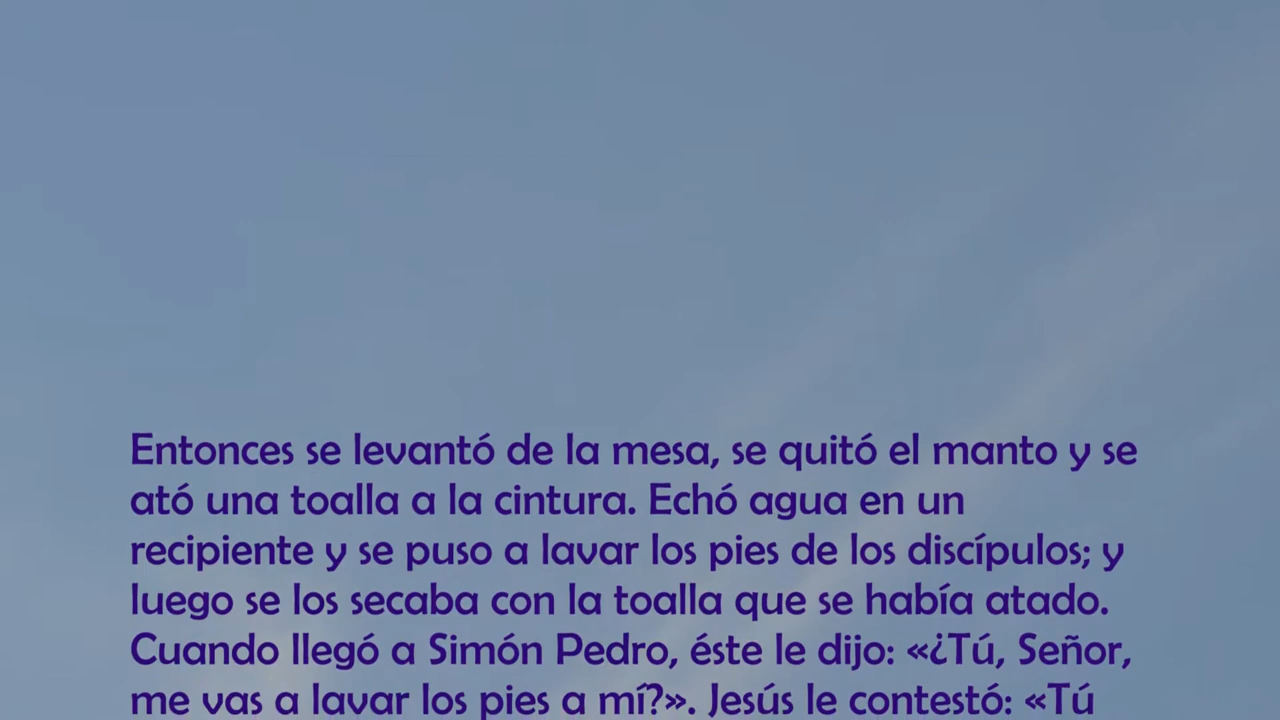 Entonces se levantó de la mesa, se quitó el manto y se
ató una toalla a la cintura. Echó agua en un
recipiente y se puso a lavar los pies de los discípulos; y
luego se los secaba con la toalla que se había atado.
Cuando llegó a Simón Pedro, éste le dijo: «¿Tú, Señor,
me vas a lavar los pies a mí?». Jesús le contestó: «Tú